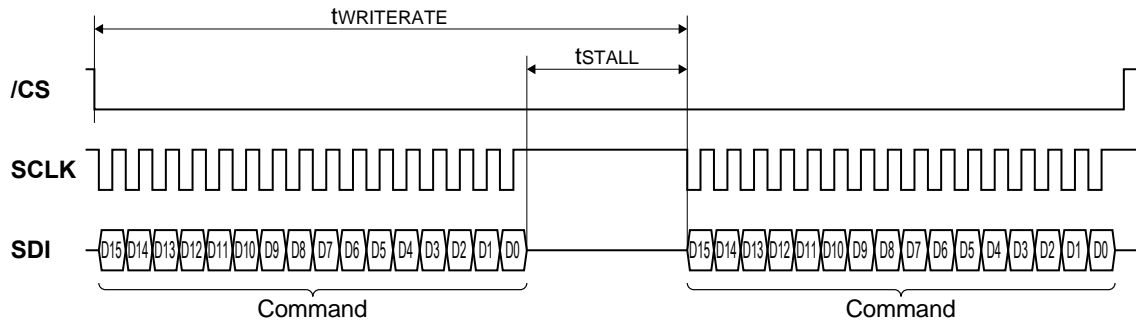 tWRITERATE
tSTALL
/CS
SCLK
SDI D15 D14 D13 D12 D11 D10 D9 D8 D7 D6 D5 D4 D3 D2 D1 D0 D15 D14 D13 D12 D11 D10 D9 D8 D7 D6 D5 D4 D3 D2 D1 D0
Command Command